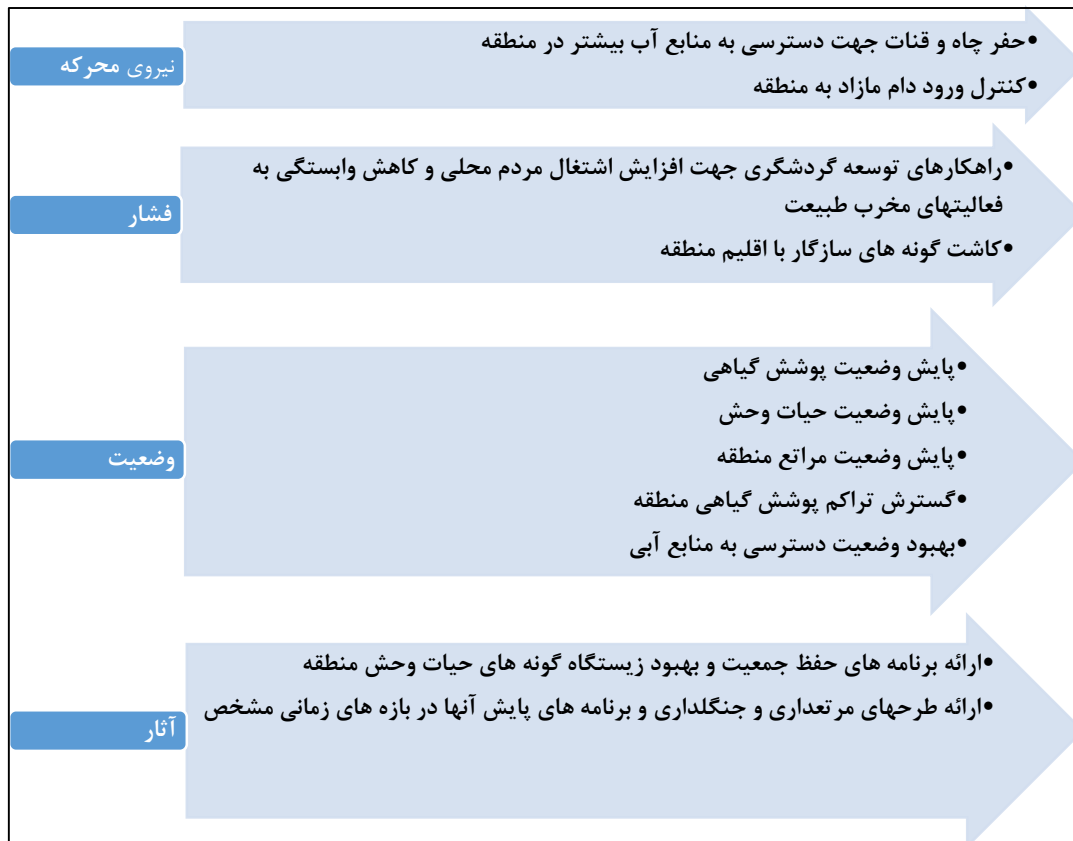 نیروی محرکه
•حفر چاه و قنات جهت دسترسی به منابع آب بیشتر در منطقه
•کنترل ورود دام مازاد به منطقه
فشار
•راهکارهای توسعه گردشگری جهت افزایش اشتغال مردم محلی و کاهش وابستگی به
فعالیتهای مخرب طبیعت
•کاشت گونه های سازگار با اقلیم منطقه
وضعیت
•پایش وضعیت پوشش گیاهی
•پایش وضعیت حیات وحش
•پایش وضعیت مراتع منطقه
•گسترش تراکم پوشش گیاهی منطقه
•بهبود وضعیت دسترسی به منابع آبی
آثار
•ارائه برنامه های حفظ جمعیت و بهبود زیستگاه گونه های حیات وحش منطقه
•ارائه طرحهای مرتعداری و جنگلداری و برنامه های پایش آنها در بازه های زمانی مشخص